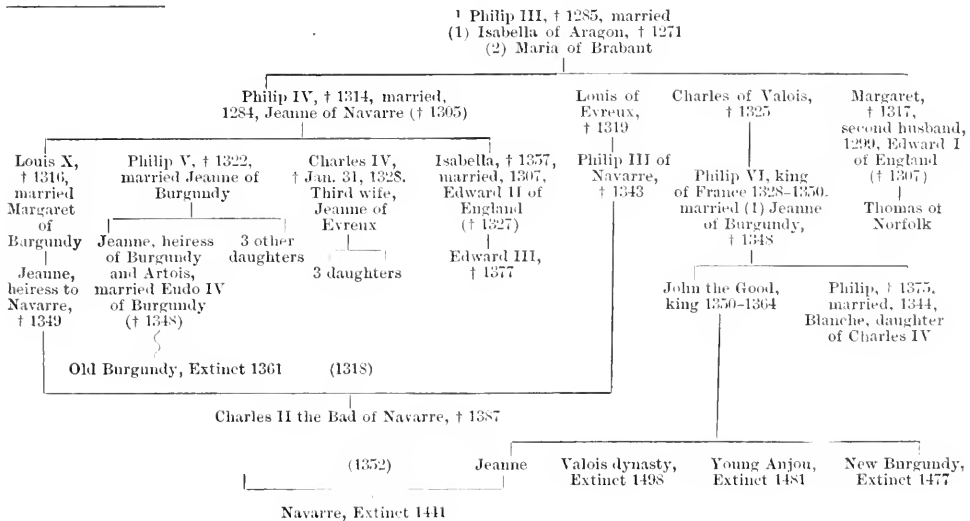 1 Philip III, † 1285, married
(1) Isabella of Aragon, † 1271
(2) Maria of Brabant
Philip IV, † 1314, married,
1284, Jeanne of Navarre († 1305)
Louis of
Evreux,
† 1319
Charles of Valois,
† 1325
Margaret,
† 1317,
second husband,
1299, Edward I
of England
(† 1307)
Louis X,
† 1316,
married
Margaret
of
Burgundy
Philip V, † 1322,
married Jeanne of
Burgundy
Charles IV,
† Jan. 31, 1328.
Third wife,
Jeanne of
Evreux
Isabella, † 1357,
married, 1307,
Edward II of
England
(† 1327)
Philip III of
Navarre,
† 1343
Philip VI, king
of France 1328-1350.
married (1) Jeanne
of Burgundy,
† 1348
Thomas of
Norfolk
Jeanne,
heiress to
Navarre,
† 1349
Jeanne, heiress
of Burgundy
and Artois,
married Eudo IV
of Burgundy
(† 1348)
3 other
daughters
3 daughters
Edward III,
† 1377
John the Good,
king 1350-1364
Philip, † 1375,
married, 1344,
Blanche, daughter
of Charles IV
Old Burgundy, Extinct 1361
(1318)
Charles II the Bad of Navarre, † 1387
(1352)
Jeanne
Valois dynasty,
Extinct 1498
Young Anjou,
Extinct 1481
New Burgundy,
Extinct 1477
Navarre, Extinct 1441